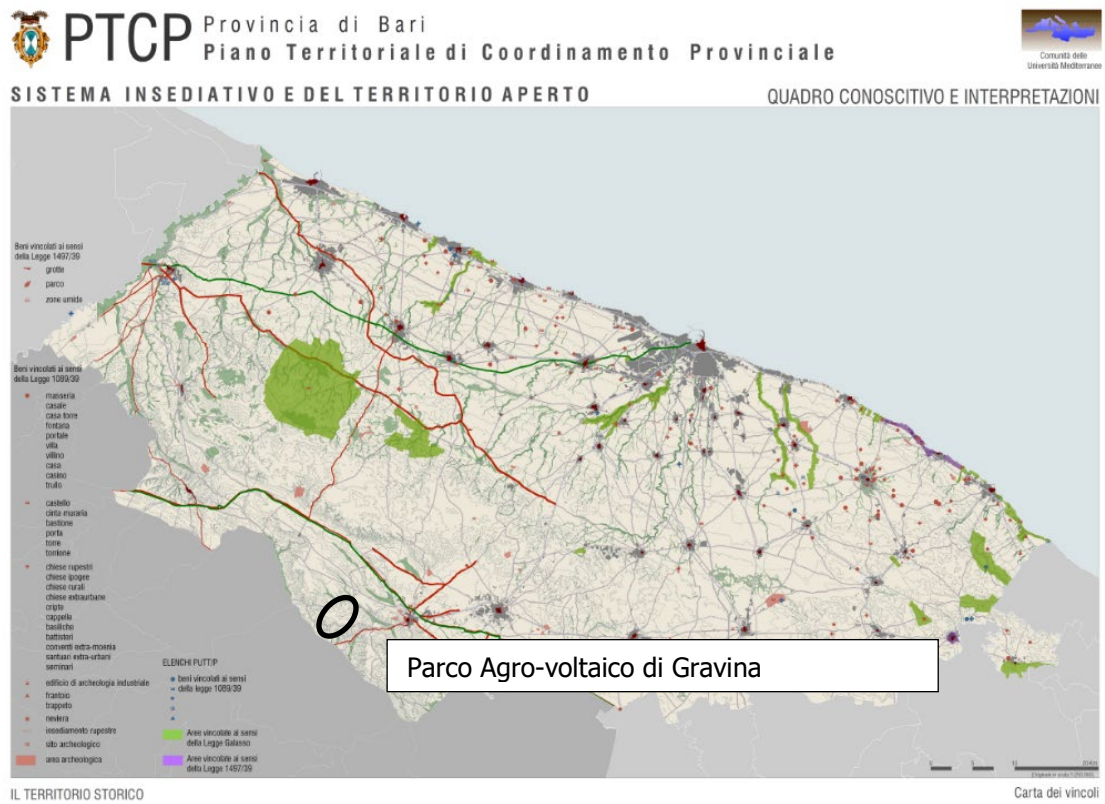 PTCP Provincia di Bari
Piano Territoriale di Coordinamento Provinciale
Comunità delle
Università Mediterranee
SISTEMA INSEDIATIVO E DEL TERRITORIO APERTO
QUADRO CONOSCITIVO E INTERPRETAZIONI
Beni vincolati ai sensi
della Legge 1497/39
grotte
parco
zone umide
Beni vincolati ai sensi
della Legge 1089/39
masseria
casale
casa torre
fontana
portale
villa
villino
casa
casino
trullo
castello
cinta muraria
bastione
porta
torre
torrione
chiese rupestri
chiese ipogee
chiese rurali
chiese extraurbane
cripte
cappelle
basiliche
battisteri
conventi extra-moenia
santuari extra-urbani
seminari
edificio di archeologia industriale
frantoio
trappeto
neviera
insediamento rupestre
sito archeologico
area archeologica
ELENCHI PUTT/P
beni vincolati ai sensi
della legge 1089/39
Aree vincolate ai sensi
della Legge Galasso
Aree vincolate ai sensi
della Legge 1497/39
Parco Agro-voltaico di Gravina
0 5 10 20 Km
IL TERRITORIO STORICO
Carta dei vincoli